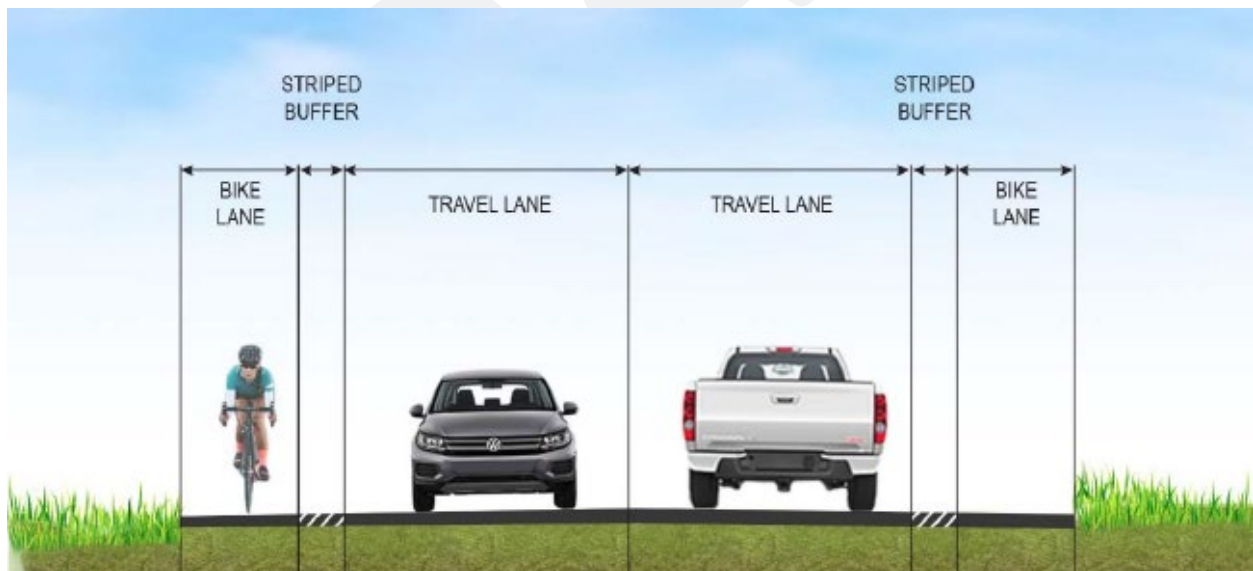 STRIPED
BUFFER
STRIPED
BUFFER
BIKE
LANE
TRAVEL LANE
TRAVEL LANE
BIKE
LANE